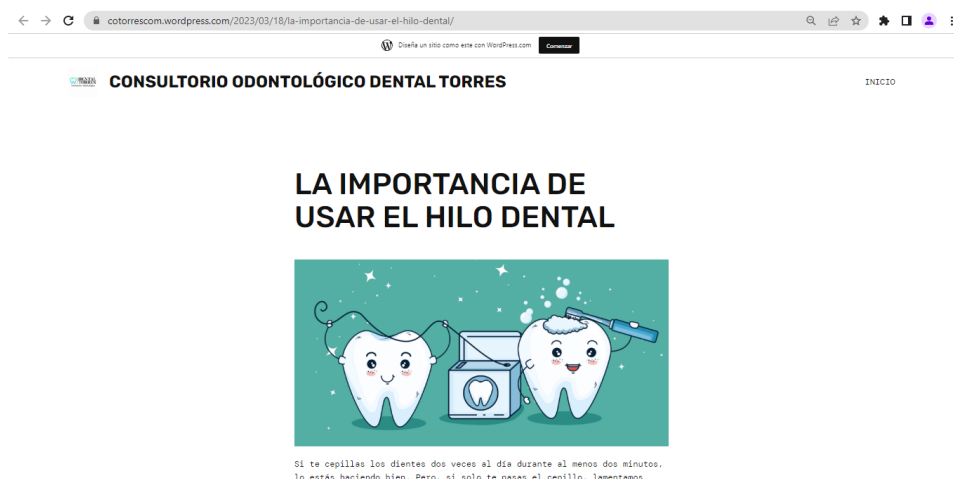 cotorrescom.wordpress.com/2023/03/18/la-importancia-de-usar-el-hilo-dental/
Diseña un sitio como este con WordPress.com
Comenzar
CONSULTORIO ODONTOLÓGICO DENTAL TORRES
INICIO
LA IMPORTANCIA DE
USAR EL HILO DENTAL
Si te cepillas los dientes dos veces al día durante al menos dos minutos,
lo estás haciendo bien. Pero, si solo te pasas el cepillo, lamentamos